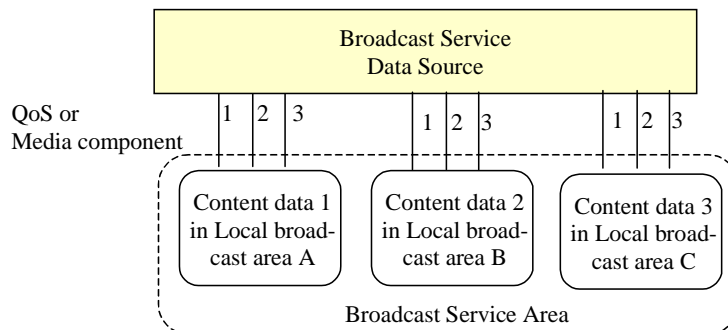 Broadcast Service
Data Source
QoS or
Media component
1 2 3
1 2 3
1 2 3
Content data 1
in Local broad-
cast area A
Content data 2
in Local broad-
cast area B
Content data 3
in Local broad-
cast area C
Broadcast Service Area